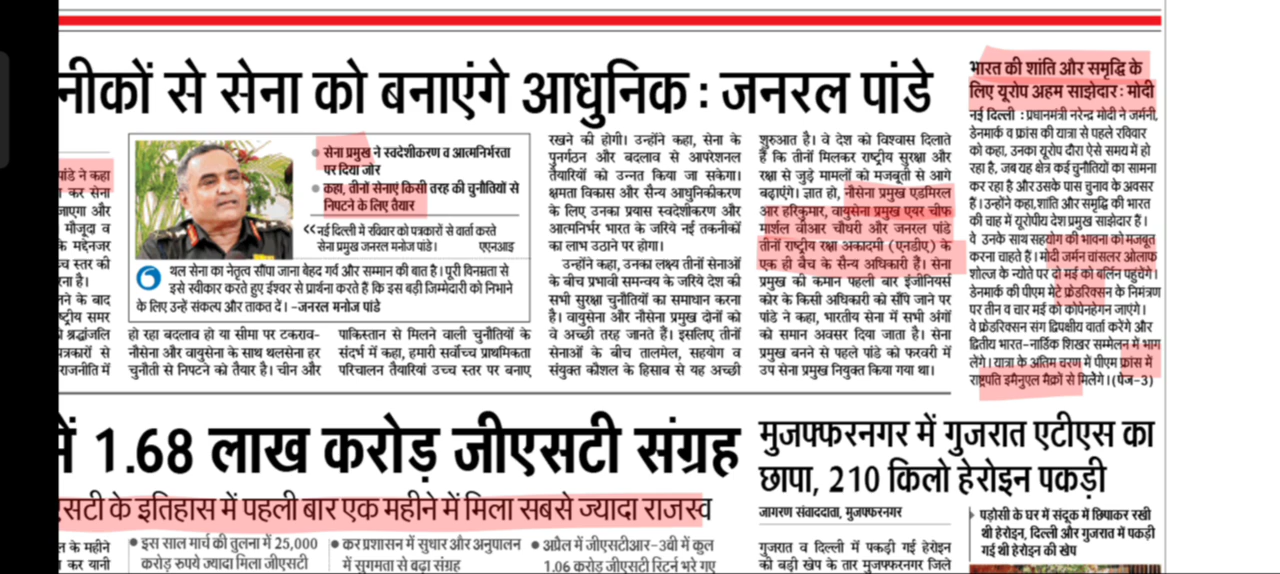 नीकों से सेना को बनाएंगे आधुनिक : जनरल पांडे
पांडे ने कहा
कर सेना
जाएगा और
मौजूदा व
के मद्देनजर
च्च स्तर की
रना है।
लने के बाद
ष्ट्रीय समर
श्रद्धांजलि
पत्रकारों से
राजनीति में
सेना प्रमुख ने स्वदेशीकरण व आत्मनिर्भरता
पर दिया जोर
कहा, तीनों सेनाएं किसी तरह की चुनौतियों से
निपटने के लिए तैयार
नई दिल्ली में रविवार को पत्रकारों से वार्ता करते
सेना प्रमुख जनरल मनोज पांडे। एएनआइ
थल सेना का नेतृत्व सौंपा जाना बेहद गर्व और सम्मान की बात है। पूरी विनम्रता से
इसे स्वीकार करते हुए ईश्वर से प्रार्थना करते हैं कि इस बड़ी जिम्मेदारी को निभाने
के लिए उन्हें संकल्प और ताकत दें। -जनरल मनोज पांडे
हो रहा बदलाव हो या सीमा पर टकराव-
नौसेना और वायुसेना के साथ थलसेना हर
चुनौती से निपटने को तैयार है। चीन और
पाकिस्तान से मिलने वाली चुनौतियों के
संदर्भ में कहा, हमारी सर्वोच्च प्राथमिकता
परिचालन तैयारियां उच्च स्तर पर बनाए
रखने की होगी। उन्होंने कहा, सेना के
पुनर्गठन और बदलाव से आपरेशनल
तैयारियों को उन्नत किया जा सकेगा।
क्षमता विकास और सैन्य आधुनिकीकरण
के लिए उनका प्रयास स्वदेशीकरण और
आत्मनिर्भर भारत के जरिये नई तकनीकों
का लाभ उठाने पर होगा।
उन्होंने कहा, उनका लक्ष्य तीनों सेनाओं
के बीच प्रभावी समन्वय के जरिये देश की
सभी सुरक्षा चुनौतियों का समाधान करना
है। वायुसेना और नौसेना प्रमुख दोनों को
वे अच्छी तरह जानते हैं। इसलिए तीनों
सेनाओं के बीच तालमेल, सहयोग व
संयुक्त कौशल के हिसाब से यह अच्छी
शुरुआत है। वे देश को विश्वास दिलाते
हैं कि तीनों मिलकर राष्ट्रीय सुरक्षा और
रक्षा से जुड़े मामलों को मजबूती से आगे
बढ़ाएंगे। ज्ञात हो, नौसेना प्रमुख एडमिरल
आर हरिकुमार, वायुसेना प्रमुख एयर चीफ
मार्शल वीआर चौधरी और जनरल पांडे
तीनों राष्ट्रीय रक्षा अकादमी (एनडीए) के
एक ही बैच के सैन्य अधिकारी हैं। सेना
प्रमुख की कमान पहली बार इंजीनियर्स
कोर के किसी अधिकारी को सौंपे जाने पर
पांडे ने कहा, भारतीय सेना में सभी अंगों
को समान अवसर दिया जाता है। सेना
प्रमुख बनने से पहले पांडे को फरवरी में
उप सेना प्रमुख नियुक्त किया गया था।
भारत की शांति और समृद्धि के
लिए यूरोप अहम साझेदार : मोदी
नई दिल्ली : प्रधानमंत्री नरेन्द्र मोदी ने जर्मनी,
डेनमार्क व फ्रांस की यात्रा से पहले रविवार
को कहा, उनका यूरोप दौरा ऐसे समय में हो
रहा है, जब यह क्षेत्र कई चुनौतियों का सामना
कर रहा है और उसके पास चुनाव के अवसर
हैं। उन्होंने कहा, शांति और समृद्धि की भारत
की चाह में यूरोपीय देश प्रमुख साझेदार हैं।
वे उनके साथ सहयोग की भावना को मजबूत
करना चाहते हैं। मोदी जर्मन चांसलर ओलाफ
शोल्ज के न्योते पर दो मई को बर्लिन पहुंचेंगे।
डेनमार्क की पीएम मेटे फ्रेडरिक्सन के निमंत्रण
पर तीन व चार मई को कोपेनहेगन जाएंगे।
वे फ्रेडरिक्सन संग द्विपक्षीय वार्ता करेंगे और
द्वितीय भारत-नार्डिक शिखर सम्मेलन में भाग
लेंगे। यात्रा के अंतिम चरण में पीएम फ्रांस में
राष्ट्रपति इमैनुएल मैक्रों से मिलेंगे। (पेज-3)
में 1.68 लाख करोड़ जीएसटी संग्रह
एसटी के इतिहास में पहली बार एक महीने में मिला सबसे ज्यादा राजस्व
ल के महीने
कर यानी
इस साल मार्च की तुलना में 25,000
करोड़ रुपये ज्यादा मिला जीएसटी
कर प्रशासन में सुधार और अनुपालन
में सुगमता से बढ़ा संग्रह
अप्रैल में जीएसटीआर-3बी में कुल
1.06 करोड़ जीएसटी रिटर्न भरे गए
मुजफ्फरनगर में गुजरात एटीएस का
छापा, 210 किलो हेरोइन पकड़ी
जागरण संवाददाता, मुजफ्फरनगर
गुजरात व दिल्ली में पकड़ी गई हेरोइन
की बड़ी खेप के तार मुजफ्फरनगर जिले
पड़ोसी के घर में संदूक में छिपाकर रखी
थी हेरोइन, दिल्ली और गुजरात में पकड़ी
गई थी हेरोइन की खेप